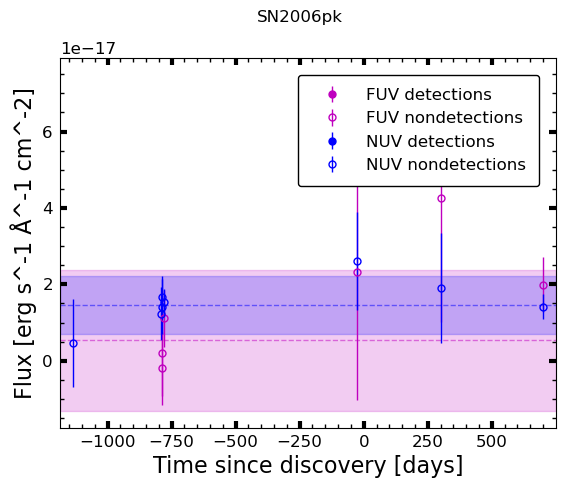 SN2006pk
1e−17
Flux [erg s^-1 Å^-1 cm^-2]
6
4
2
0
FUV detections
FUV nondetections
NUV detections
NUV nondetections
−1000 −750 −500 −250 0 250 500
Time since discovery [days]